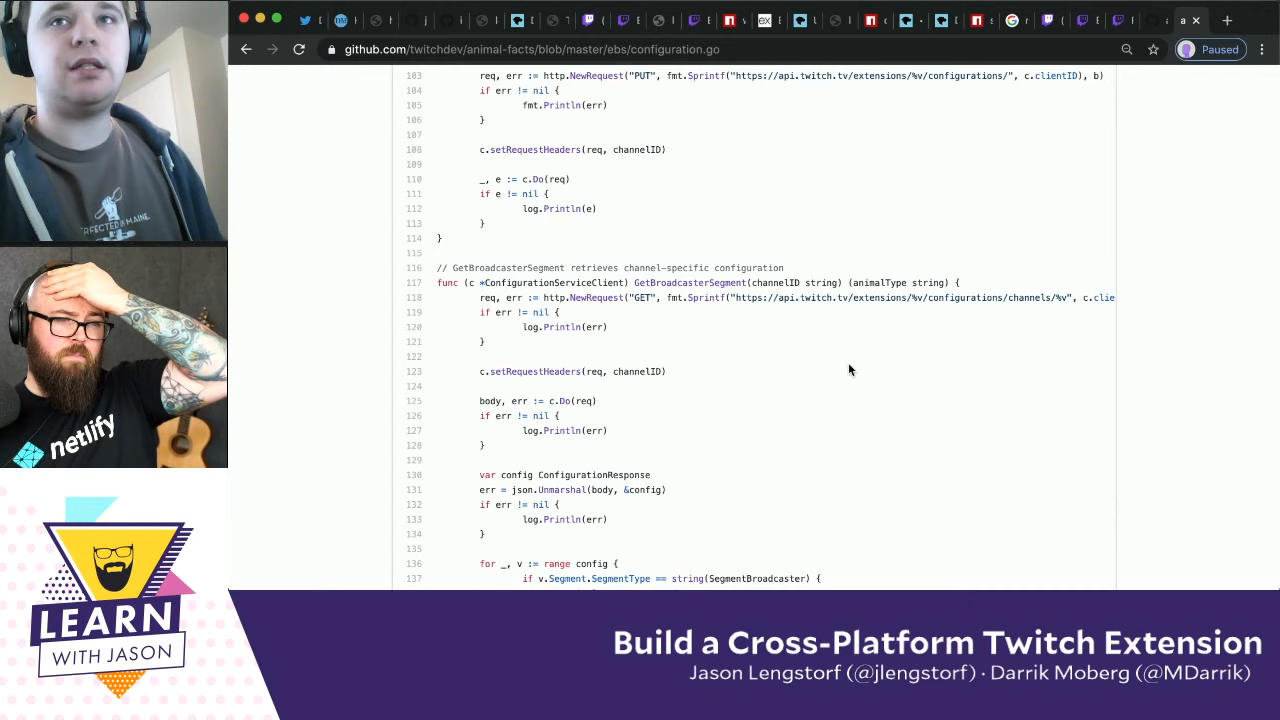 github.com/twitchdev/animal-facts/blob/master/ebs/configuration.go
Paused
103 req, err := http.NewRequest("PUT", fmt.Sprintf("https://api.twitch.tv/extensions/%v/configurations/", c.clientID), b)
104 if err != nil {
105 fmt.Println(err)
106 }
107
108 c.setRequestHeaders(req, channelID)
109
110 _, e := c.Do(req)
111 if e != nil {
112 log.Println(e)
113 }
114 }
115
116 // GetBroadcasterSegment retrieves channel-specific configuration
117 func (c *ConfigurationServiceClient) GetBroadcasterSegment(channelID string) (animalType string) {
118 req, err := http.NewRequest("GET", fmt.Sprintf("https://api.twitch.tv/extensions/%v/configurations/channels/%v", c.clie
119 if err != nil {
120 log.Println(err)
121 }
122
123 c.setRequestHeaders(req, channelID)
124
125 body, err := c.Do(req)
126 if err != nil {
127 log.Println(err)
128 }
129
130 var config ConfigurationResponse
131 err = json.Unmarshal(body, &config)
132 if err != nil {
133 log.Println(err)
134 }
135
136 for _, v := range config {
137 if v.Segment.SegmentType == string(SegmentBroadcaster) {
netlify
LEARN
WITH JASON
Build a Cross-Platform Twitch Extension
Jason Lengstorf (@jlengstorf) · Darrik Moberg (@MDarrik)